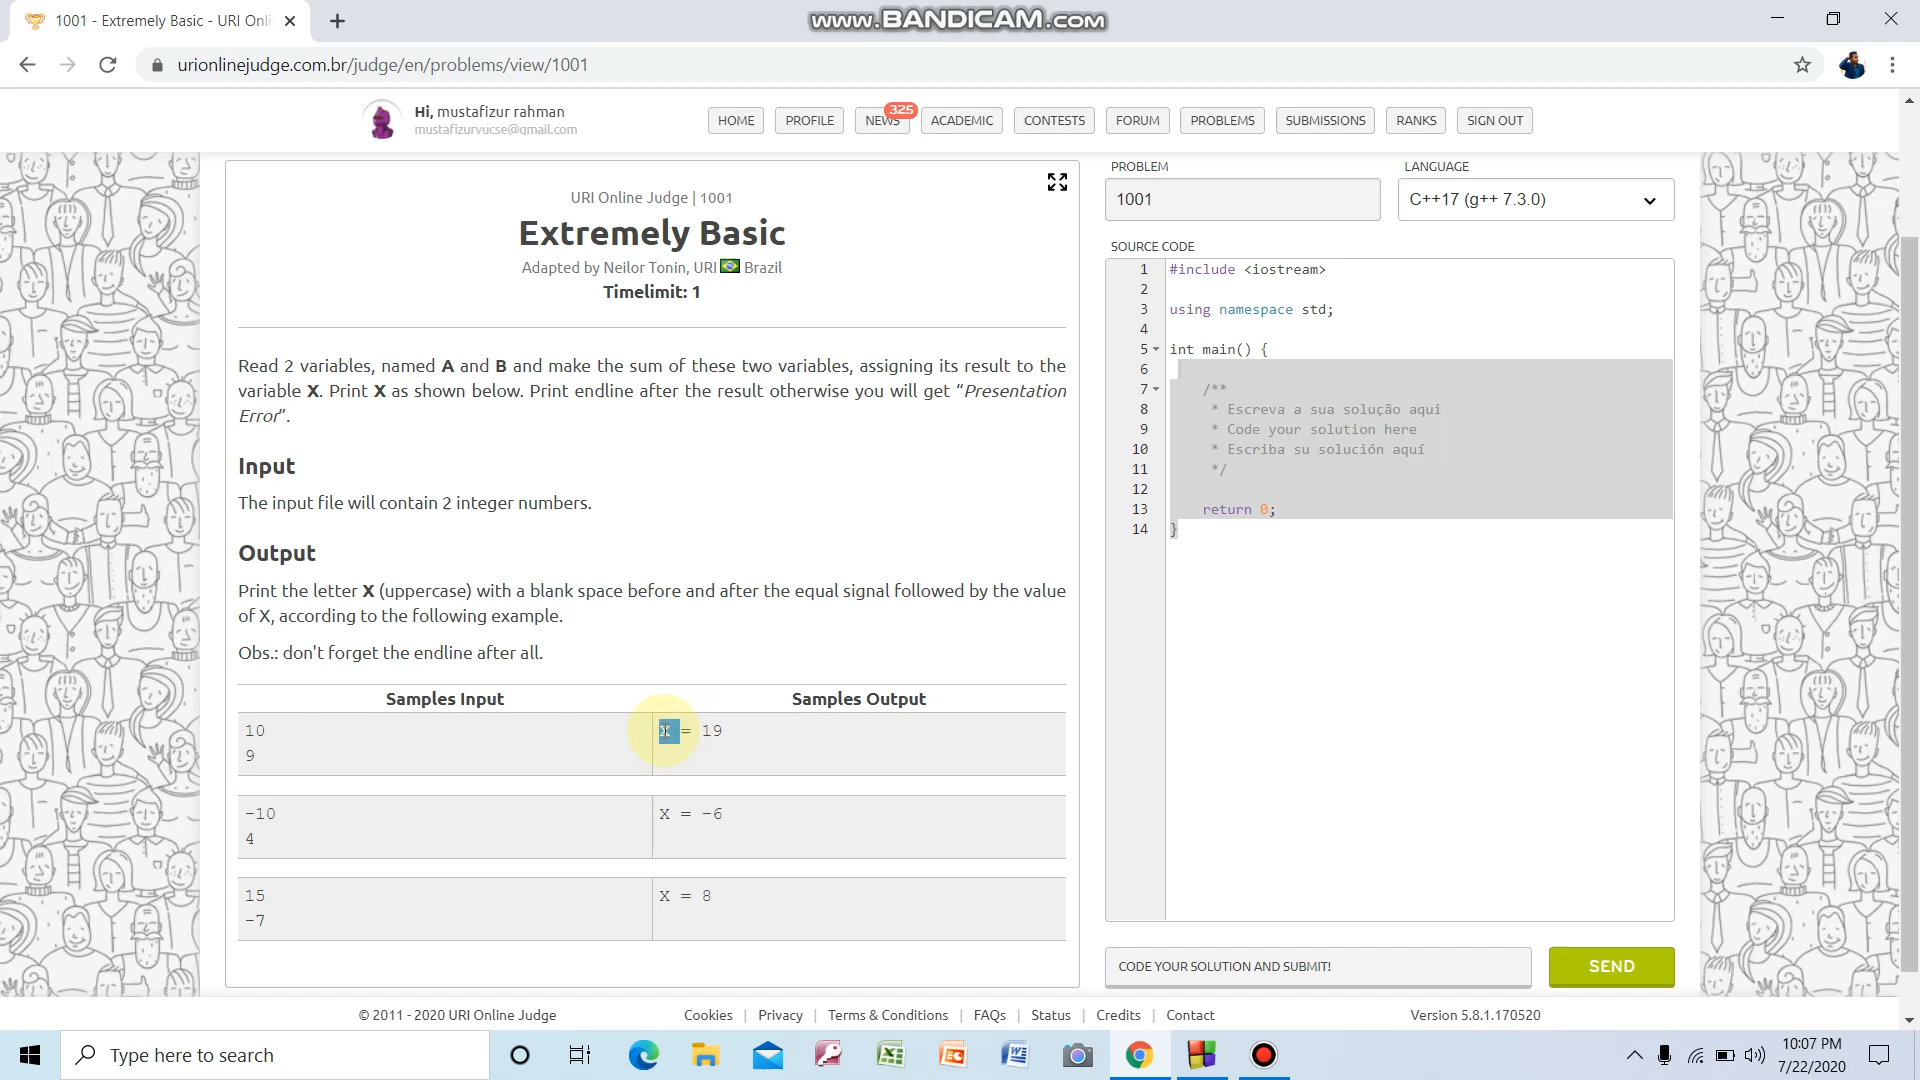 1001 - Extremely Basic - URI Onli
www.BANDICAM.com
urionlinejudge.com.br/judge/en/problems/view/1001
Hi, mustafizur rahman
mustafizurvucse@gmail.com
HOME
PROFILE
NEWS
325
ACADEMIC
CONTESTS
FORUM
PROBLEMS
SUBMISSIONS
RANKS
SIGN OUT
URI Online Judge | 1001
Extremely Basic
Adapted by Neilor Tonin, URI Brazil
Timelimit: 1
Read 2 variables, named A and B and make the sum of these two variables, assigning its result to the
variable X. Print X as shown below. Print endline after the result otherwise you will get “Presentation
Error”.
Input
The input file will contain 2 integer numbers.
Output
Print the letter X (uppercase) with a blank space before and after the equal signal followed by the value
of X, according to the following example.
Obs.: don't forget the endline after all.
Samples Input
Samples Output
10
9
X = 19
-10
4
X = -6
15
-7
X = 8
PROBLEM
1001
LANGUAGE
C++17 (g++ 7.3.0)
SOURCE CODE
1 #include <iostream>
2
3 using namespace std;
4
5 int main() {
6
7 /**
8 * Escreva a sua solução aqui
9 * Code your solution here
10 * Escriba su solución aquí
11 */
12
13 return 0;
14 }
CODE YOUR SOLUTION AND SUBMIT!
SEND
© 2011 - 2020 URI Online Judge
Cookies | Privacy | Terms & Conditions | FAQs | Status | Credits | Contact
Version 5.8.1.170520
Type here to search
10:07 PM
7/22/2020